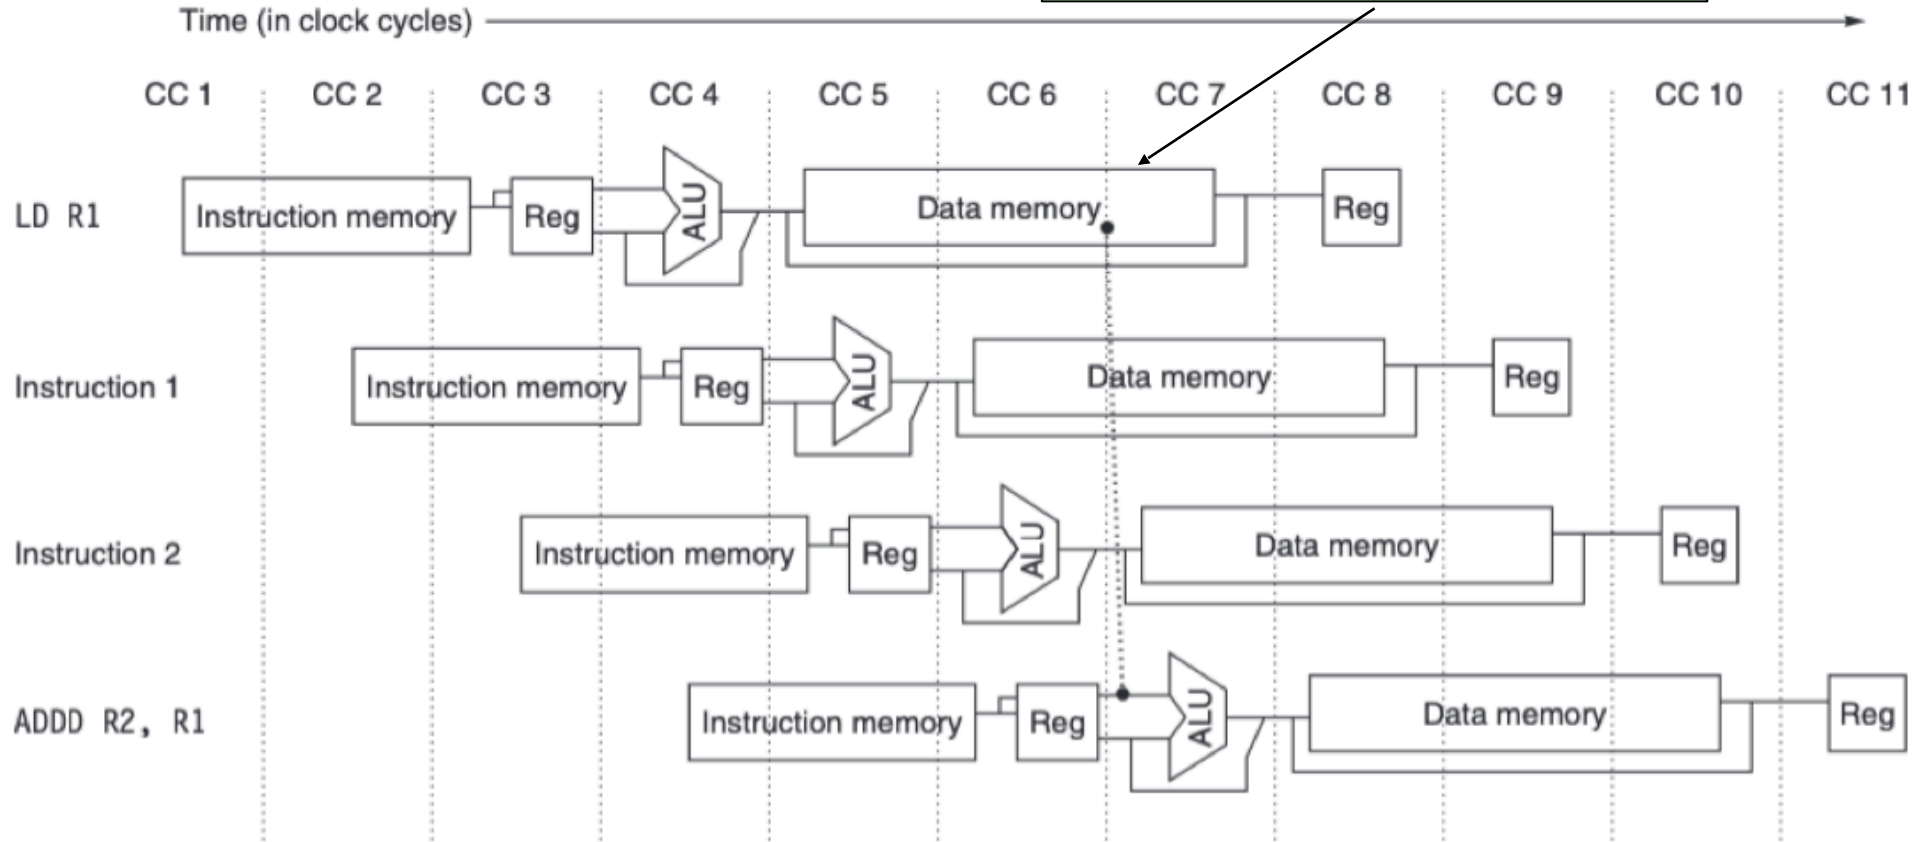 Time (in clock cycles)
CC 1 CC 2 CC 3 CC 4 CC 5 CC 6 CC 7 CC 8 CC 9 CC 10 CC 11
LD R1 Instruction memory Reg ALU Data memory Reg
Instruction 1 Instruction memory Reg ALU Data memory Reg
Instruction 2 Instruction memory Reg ALU Data memory Reg
ADDD R2, R1 Instruction memory Reg ALU Data memory Reg